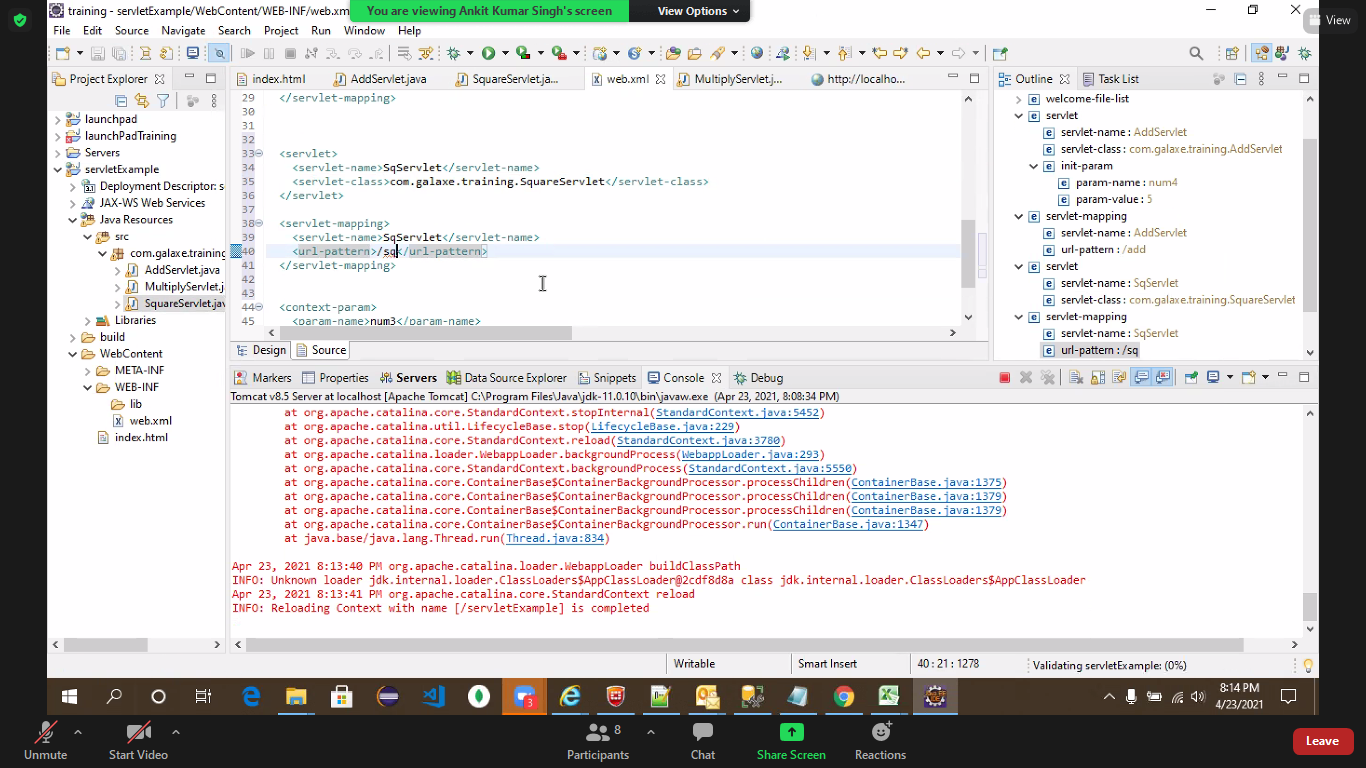 You are viewing Ankit Kumar Singh's screen
View Options
View
training - servletExample/WebContent/WEB-INF/web.xm
File Edit Source Navigate Search Project Run Window Help
Project Explorer
index.html
AddServlet.java
SquareServlet.ja...
web.xml
MultiplyServlet.j...
http://localho...
Outline
Task List
launchpad
launchPadTraining
Servers
servletExample
Deployment Descriptor: s
JAX-WS Web Services
Java Resources
src
com.galaxe.training
AddServlet.java
MultiplyServlet.j
SquareServlet.jav
Libraries
build
WebContent
META-INF
WEB-INF
lib
web.xml
index.html
29 </servlet-mapping>
30
31
32
33 <servlet>
34 <servlet-name>SqServlet</servlet-name>
35 <servlet-class>com.galaxe.training.SquareServlet</servlet-class>
36 </servlet>
37
38 <servlet-mapping>
39 <servlet-name>SqServlet</servlet-name>
40 <url-pattern>/sq</url-pattern>
41 </servlet-mapping>
42
43
44 <context-param>
45 <param-name>num3</param-name>
Design
Source
welcome-file-list
servlet
servlet-name : AddServlet
servlet-class : com.galaxe.training.AddServlet
init-param
param-name : num4
param-value : 5
servlet-mapping
servlet-name : AddServlet
url-pattern : /add
servlet
servlet-name : SqServlet
servlet-class : com.galaxe.training.SquareServlet
servlet-mapping
servlet-name : SqServlet
url-pattern : /sq
Markers
Properties
Servers
Data Source Explorer
Snippets
Console
Debug
Tomcat v8.5 Server at localhost [Apache Tomcat] C:\Program Files\Java\jdk-11.0.10\bin\javaw.exe (Apr 23, 2021, 8:08:34 PM)
at org.apache.catalina.core.StandardContext.stopInternal(StandardContext.java:5452)
at org.apache.catalina.util.LifecycleBase.stop(LifecycleBase.java:229)
at org.apache.catalina.core.StandardContext.reload(StandardContext.java:3780)
at org.apache.catalina.loader.WebappLoader.backgroundProcess(WebappLoader.java:293)
at org.apache.catalina.core.StandardContext.backgroundProcess(StandardContext.java:5550)
at org.apache.catalina.core.ContainerBase$ContainerBackgroundProcessor.processChildren(ContainerBase.java:1375)
at org.apache.catalina.core.ContainerBase$ContainerBackgroundProcessor.processChildren(ContainerBase.java:1379)
at org.apache.catalina.core.ContainerBase$ContainerBackgroundProcessor.processChildren(ContainerBase.java:1379)
at org.apache.catalina.core.ContainerBase$ContainerBackgroundProcessor.run(ContainerBase.java:1347)
at java.base/java.lang.Thread.run(Thread.java:834)
Apr 23, 2021 8:13:40 PM org.apache.catalina.loader.WebappLoader buildClassPath
INFO: Unknown loader jdk.internal.loader.ClassLoaders$AppClassLoader@2cdf8d8a class jdk.internal.loader.ClassLoaders$AppClassLoader
Apr 23, 2021 8:13:41 PM org.apache.catalina.core.StandardContext reload
INFO: Reloading Context with name [/servletExample] is completed
Writable
Smart Insert
40 : 21 : 1278
Validating servletExample: (0%)
3
8:14 PM
4/23/2021
Unmute
Start Video
8
Participants
Chat
Share Screen
Reactions
Leave